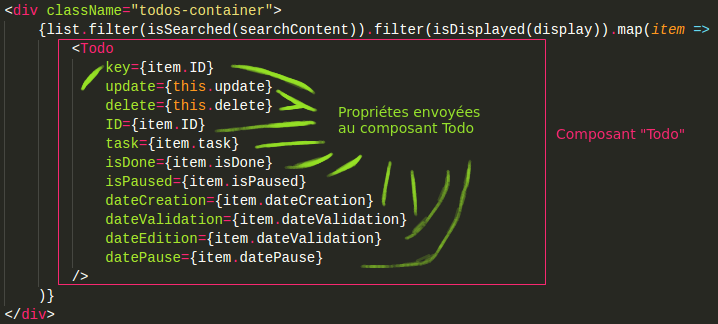 <div className="todos-container">
{list.filter(isSearched(searchContent)).filter(isDisplayed(display)).map(item =>
<Todo
key={item.ID}
update={this.update}
delete={this.delete}
Propriétes envoyées
ID={item.ID}
au composant Todo
Composant "Todo"
task={item.task}
isDone={item.isDone}
isPaused={item.isPaused}
dateCreation={item.dateCreation}
dateValidation={item.dateValidation}
dateEdition={item.dateValidation}
datePause={item.datePause}
/>
)}
</div>